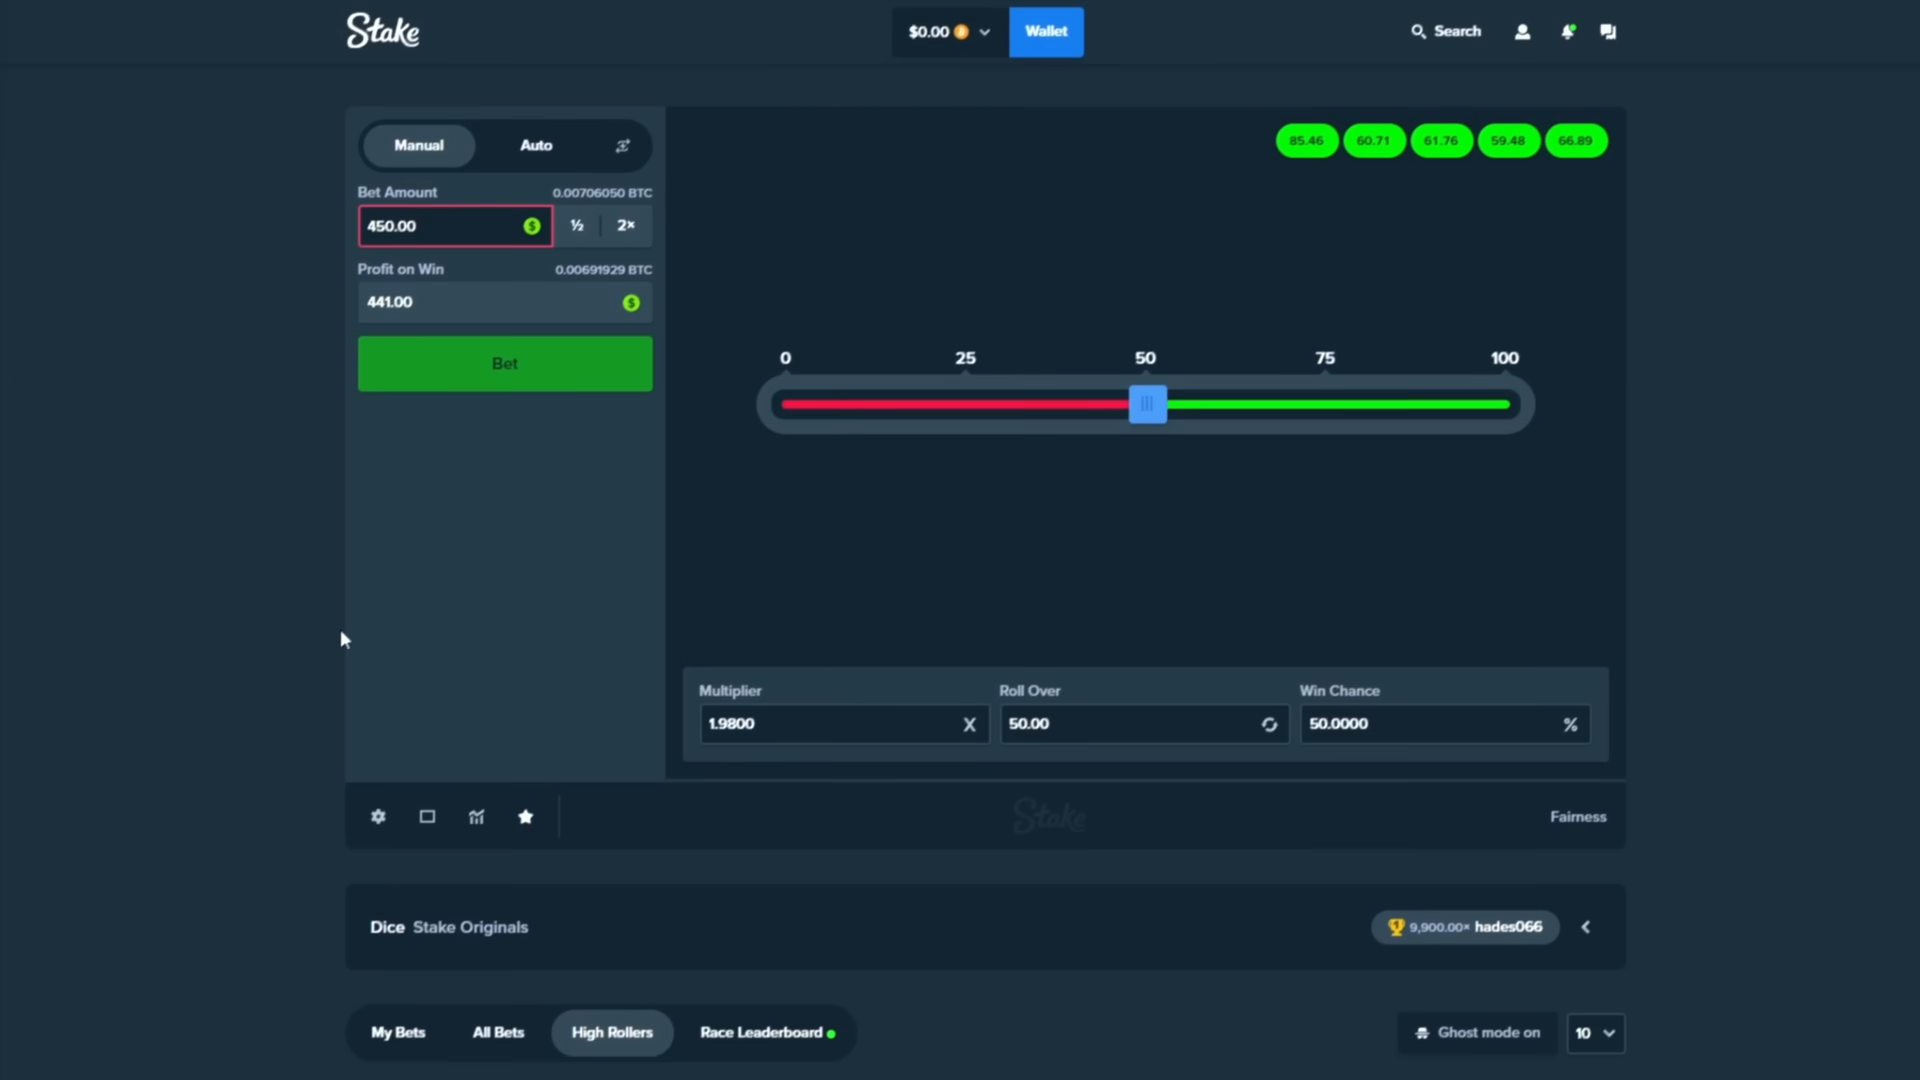 Stake
$0.00
Wallet
Search
Manual
Auto
85.46
60.71
61.76
59.48
66.89
Bet Amount
0.00706050 BTC
450.00
$
½
2×
Profit on Win
0.00691929 BTC
441.00
$
Bet
0
25
50
75
100
Multiplier
Roll Over
Win Chance
1.9800
X
50.00
50.0000
%
Stake
Fairness
Dice Stake Originals
1
9,900.00× hades066
My Bets
All Bets
High Rollers
Race Leaderboard
Ghost mode on
10